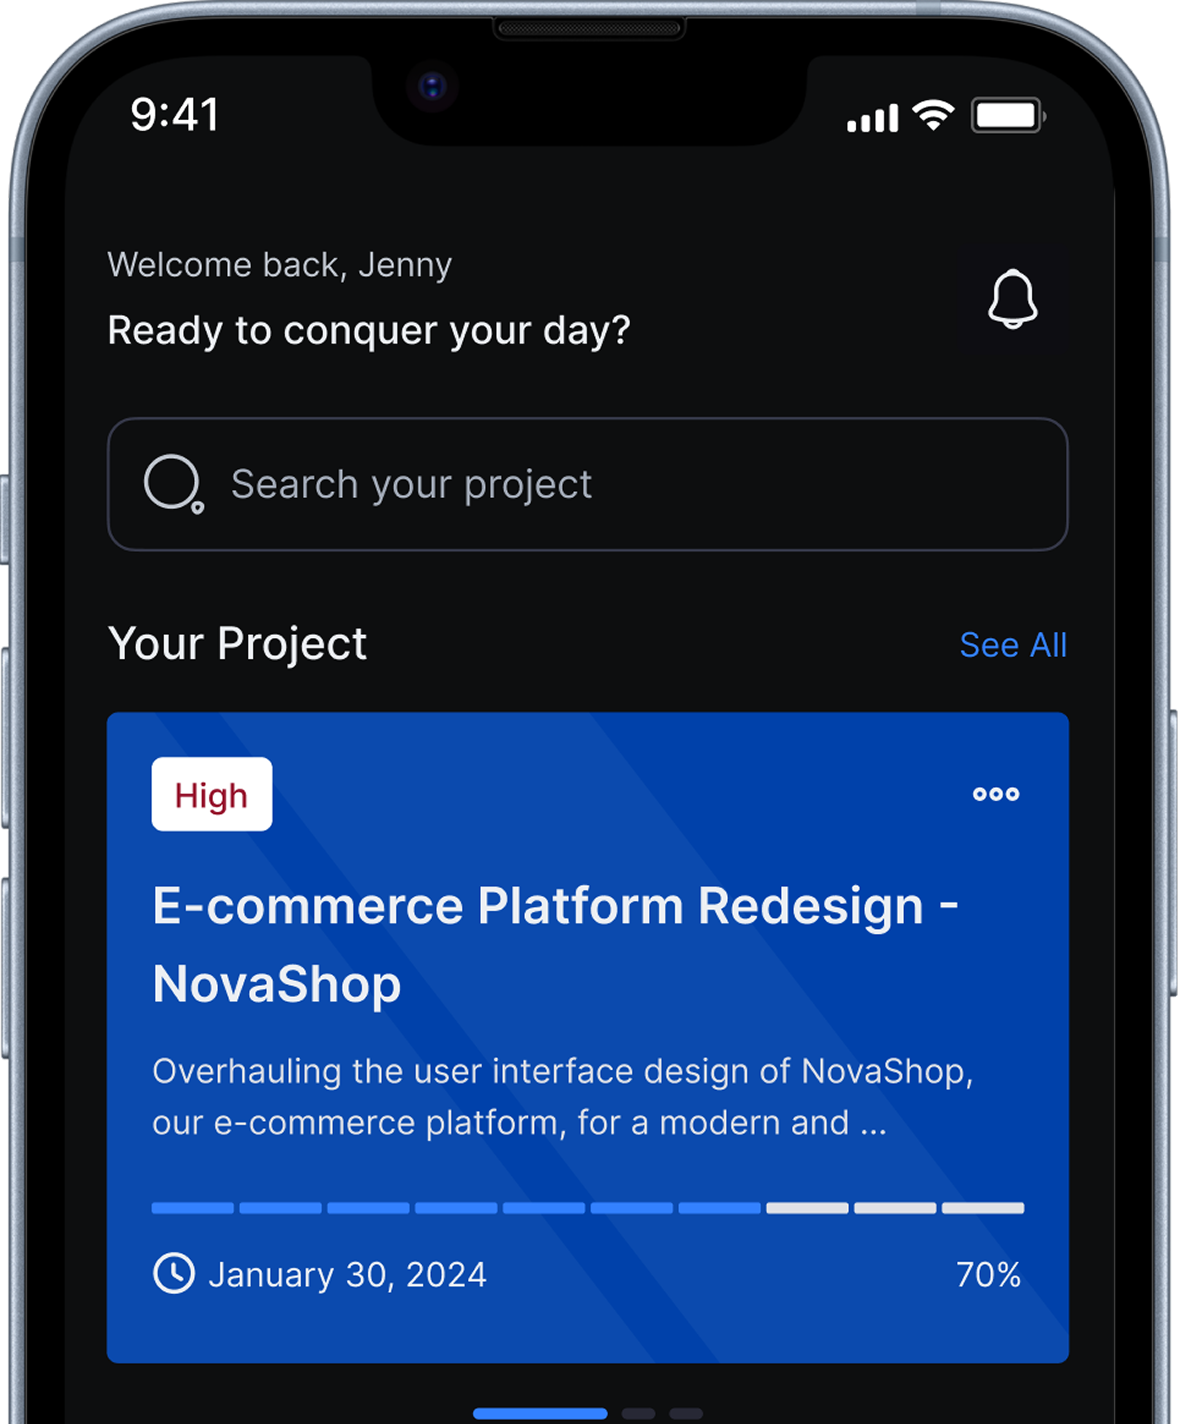 9:41
Welcome back, Jenny
Ready to conquer your day?
Search your project
Your Project
See All
High
E-commerce Platform Redesign -
NovaShop
Overhauling the user interface design of NovaShop,
our e-commerce platform, for a modern and ...
January 30, 2024
70%